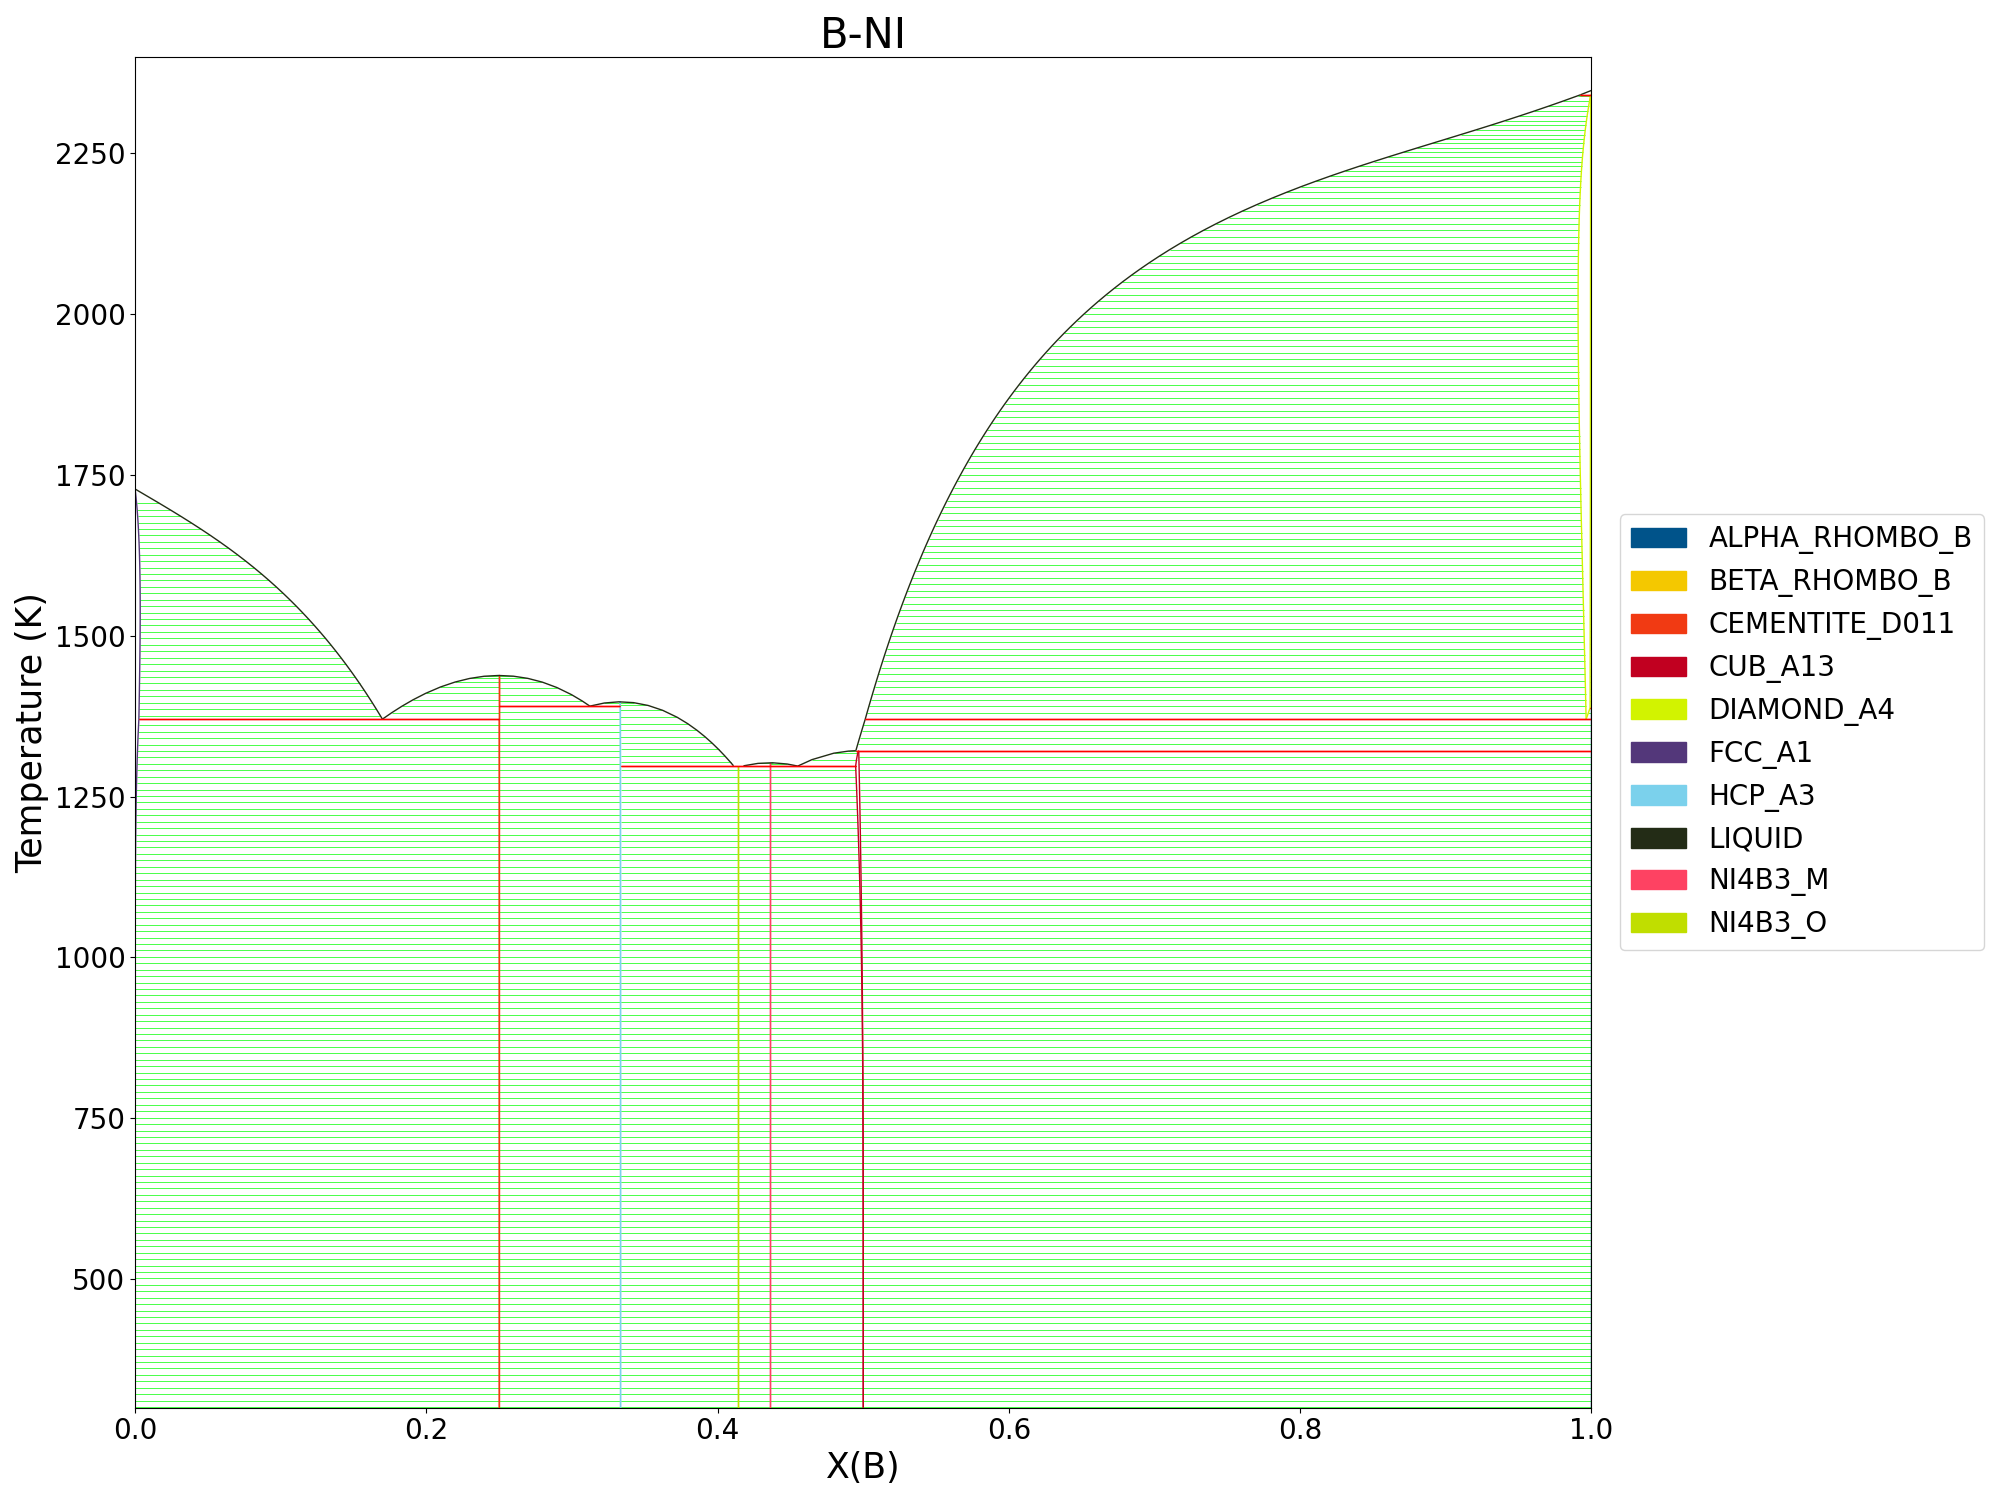 B-NI
Temperature (K)
2250
2000
1750
1500
1250
1000
750
500
0.0
0.2
0.4
0.6
0.8
1.0
X(B)
ALPHA_RHOMBO_B
BETA_RHOMBO_B
CEMENTITE_D011
CUB_A13
DIAMOND_A4
FCC_A1
HCP_A3
LIQUID
NI4B3_M
NI4B3_O